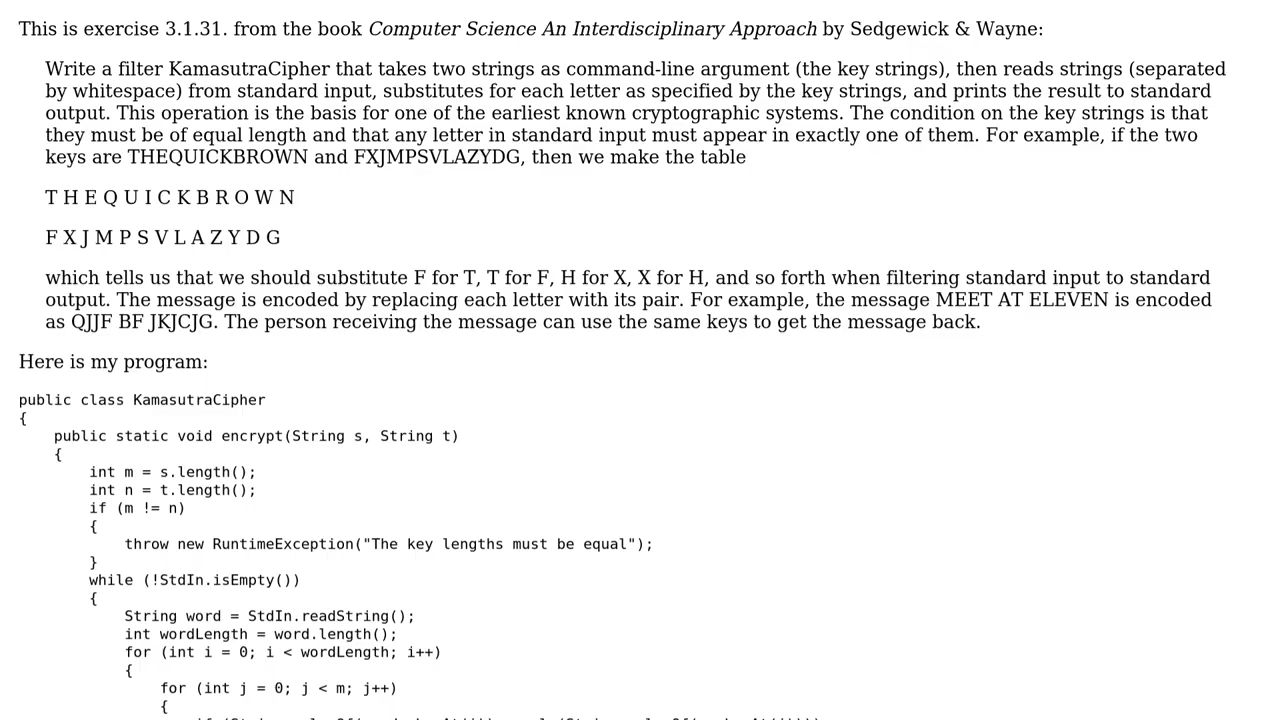 This is exercise 3.1.31. from the book Computer Science An Interdisciplinary Approach by Sedgewick & Wayne:
Write a filter KamasutraCipher that takes two strings as command-line argument (the key strings), then reads strings (separated
by whitespace) from standard input, substitutes for each letter as specified by the key strings, and prints the result to standard
output. This operation is the basis for one of the earliest known cryptographic systems. The condition on the key strings is that
they must be of equal length and that any letter in standard input must appear in exactly one of them. For example, if the two
keys are THEQUICKBROWN and FXJMPSVLAZYDG, then we make the table
T H E Q U I C K B R O W N
F X J M P S V L A Z Y D G
which tells us that we should substitute F for T, T for F, H for X, X for H, and so forth when filtering standard input to standard
output. The message is encoded by replacing each letter with its pair. For example, the message MEET AT ELEVEN is encoded
as QJJF BF JKJCJG. The person receiving the message can use the same keys to get the message back.
Here is my program:
public class KamasutraCipher
{
    public static void encrypt(String s, String t)
    {
        int m = s.length();
        int n = t.length();
        if (m != n)
        {
            throw new RuntimeException("The key lengths must be equal");
        }
        while (!StdIn.isEmpty())
        {
            String word = StdIn.readString();
            int wordLength = word.length();
            for (int i = 0; i < wordLength; i++)
            {
                for (int j = 0; j < m; j++)
                {